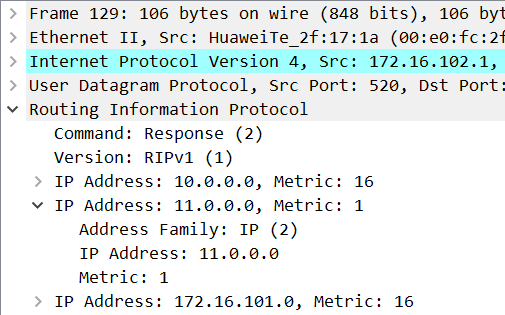 Frame 129: 106 bytes on wire (848 bits), 106 byt
Ethernet II, Src: HuaweiTe_2f:17:1a (00:e0:fc:2f
Internet Protocol Version 4, Src: 172.16.102.1,
User Datagram Protocol, Src Port: 520, Dst Port:
Routing Information Protocol
Command: Response (2)
Version: RIPv1 (1)
IP Address: 10.0.0.0, Metric: 16
IP Address: 11.0.0.0, Metric: 1
Address Family: IP (2)
IP Address: 11.0.0.0
Metric: 1
IP Address: 172.16.101.0, Metric: 16